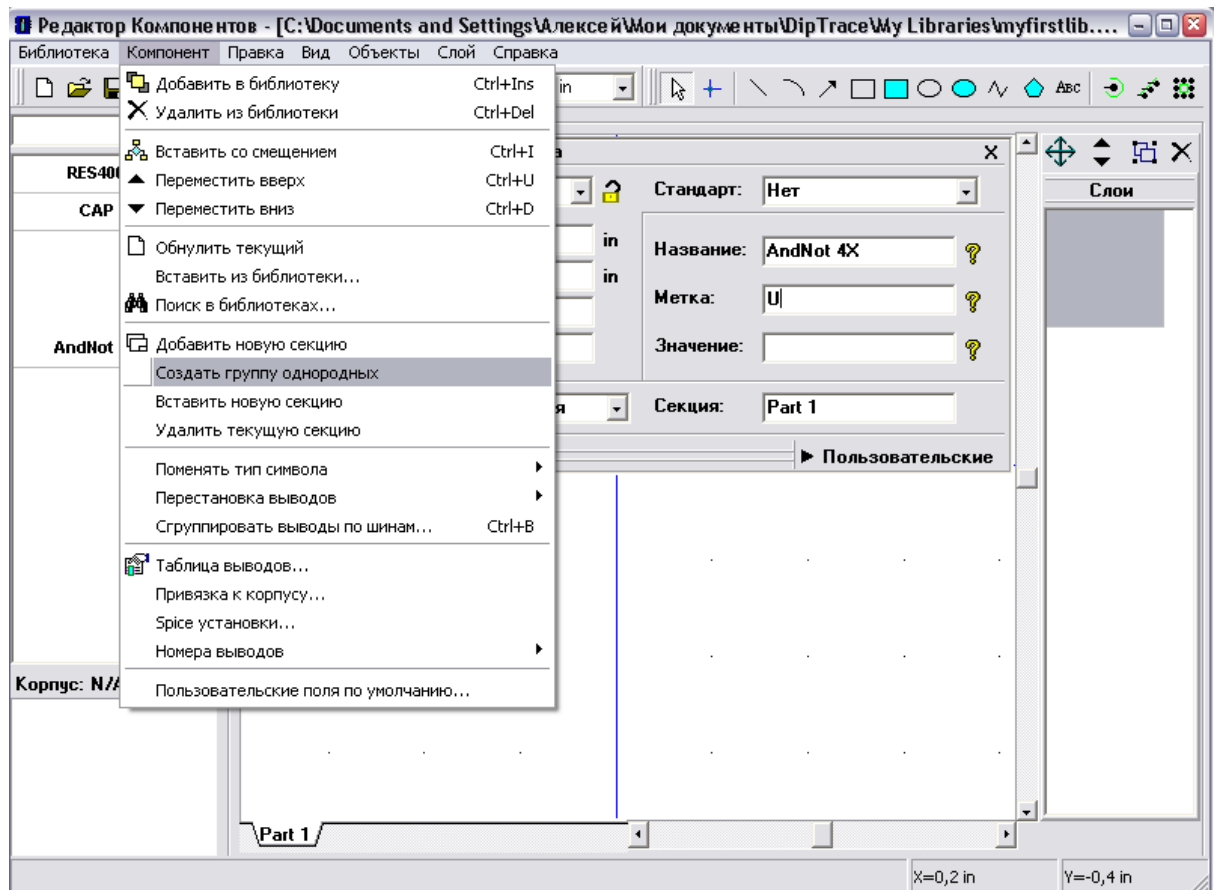 Редактор Компонентов - [C:\Documents and Settings\Алексей\Мои документы\DipTrace\My Libraries\myfirstlib....
Библиотека Компонент Правка Вид Объекты Слой Справка
in
ABC
Добавить в библиотеку Ctrl+Ins
Удалить из библиотеки Ctrl+Del
Вставить со смещением Ctrl+I
Переместить вверх Ctrl+U
Переместить вниз Ctrl+D
Обнулить текущий
Вставить из библиотеки...
Поиск в библиотеках...
Добавить новую секцию
Создать группу однородных
Вставить новую секцию
Удалить текущую секцию
Поменять тип символа
Перестановка выводов
Сгруппировать выводы по шинам... Ctrl+B
Таблица выводов...
Привязка к корпусу...
Spice установки...
Номера выводов
Пользовательские поля по умолчанию...
RES400
CAP
AndNot
Корпус: N/A
а X
Стандарт: Нет
in
in
Название: AndNot 4X
Метка: U
Значение:
я
Секция: Part 1
Пользовательские
Слои
Part 1
X=0,2 in
Y=-0,4 in